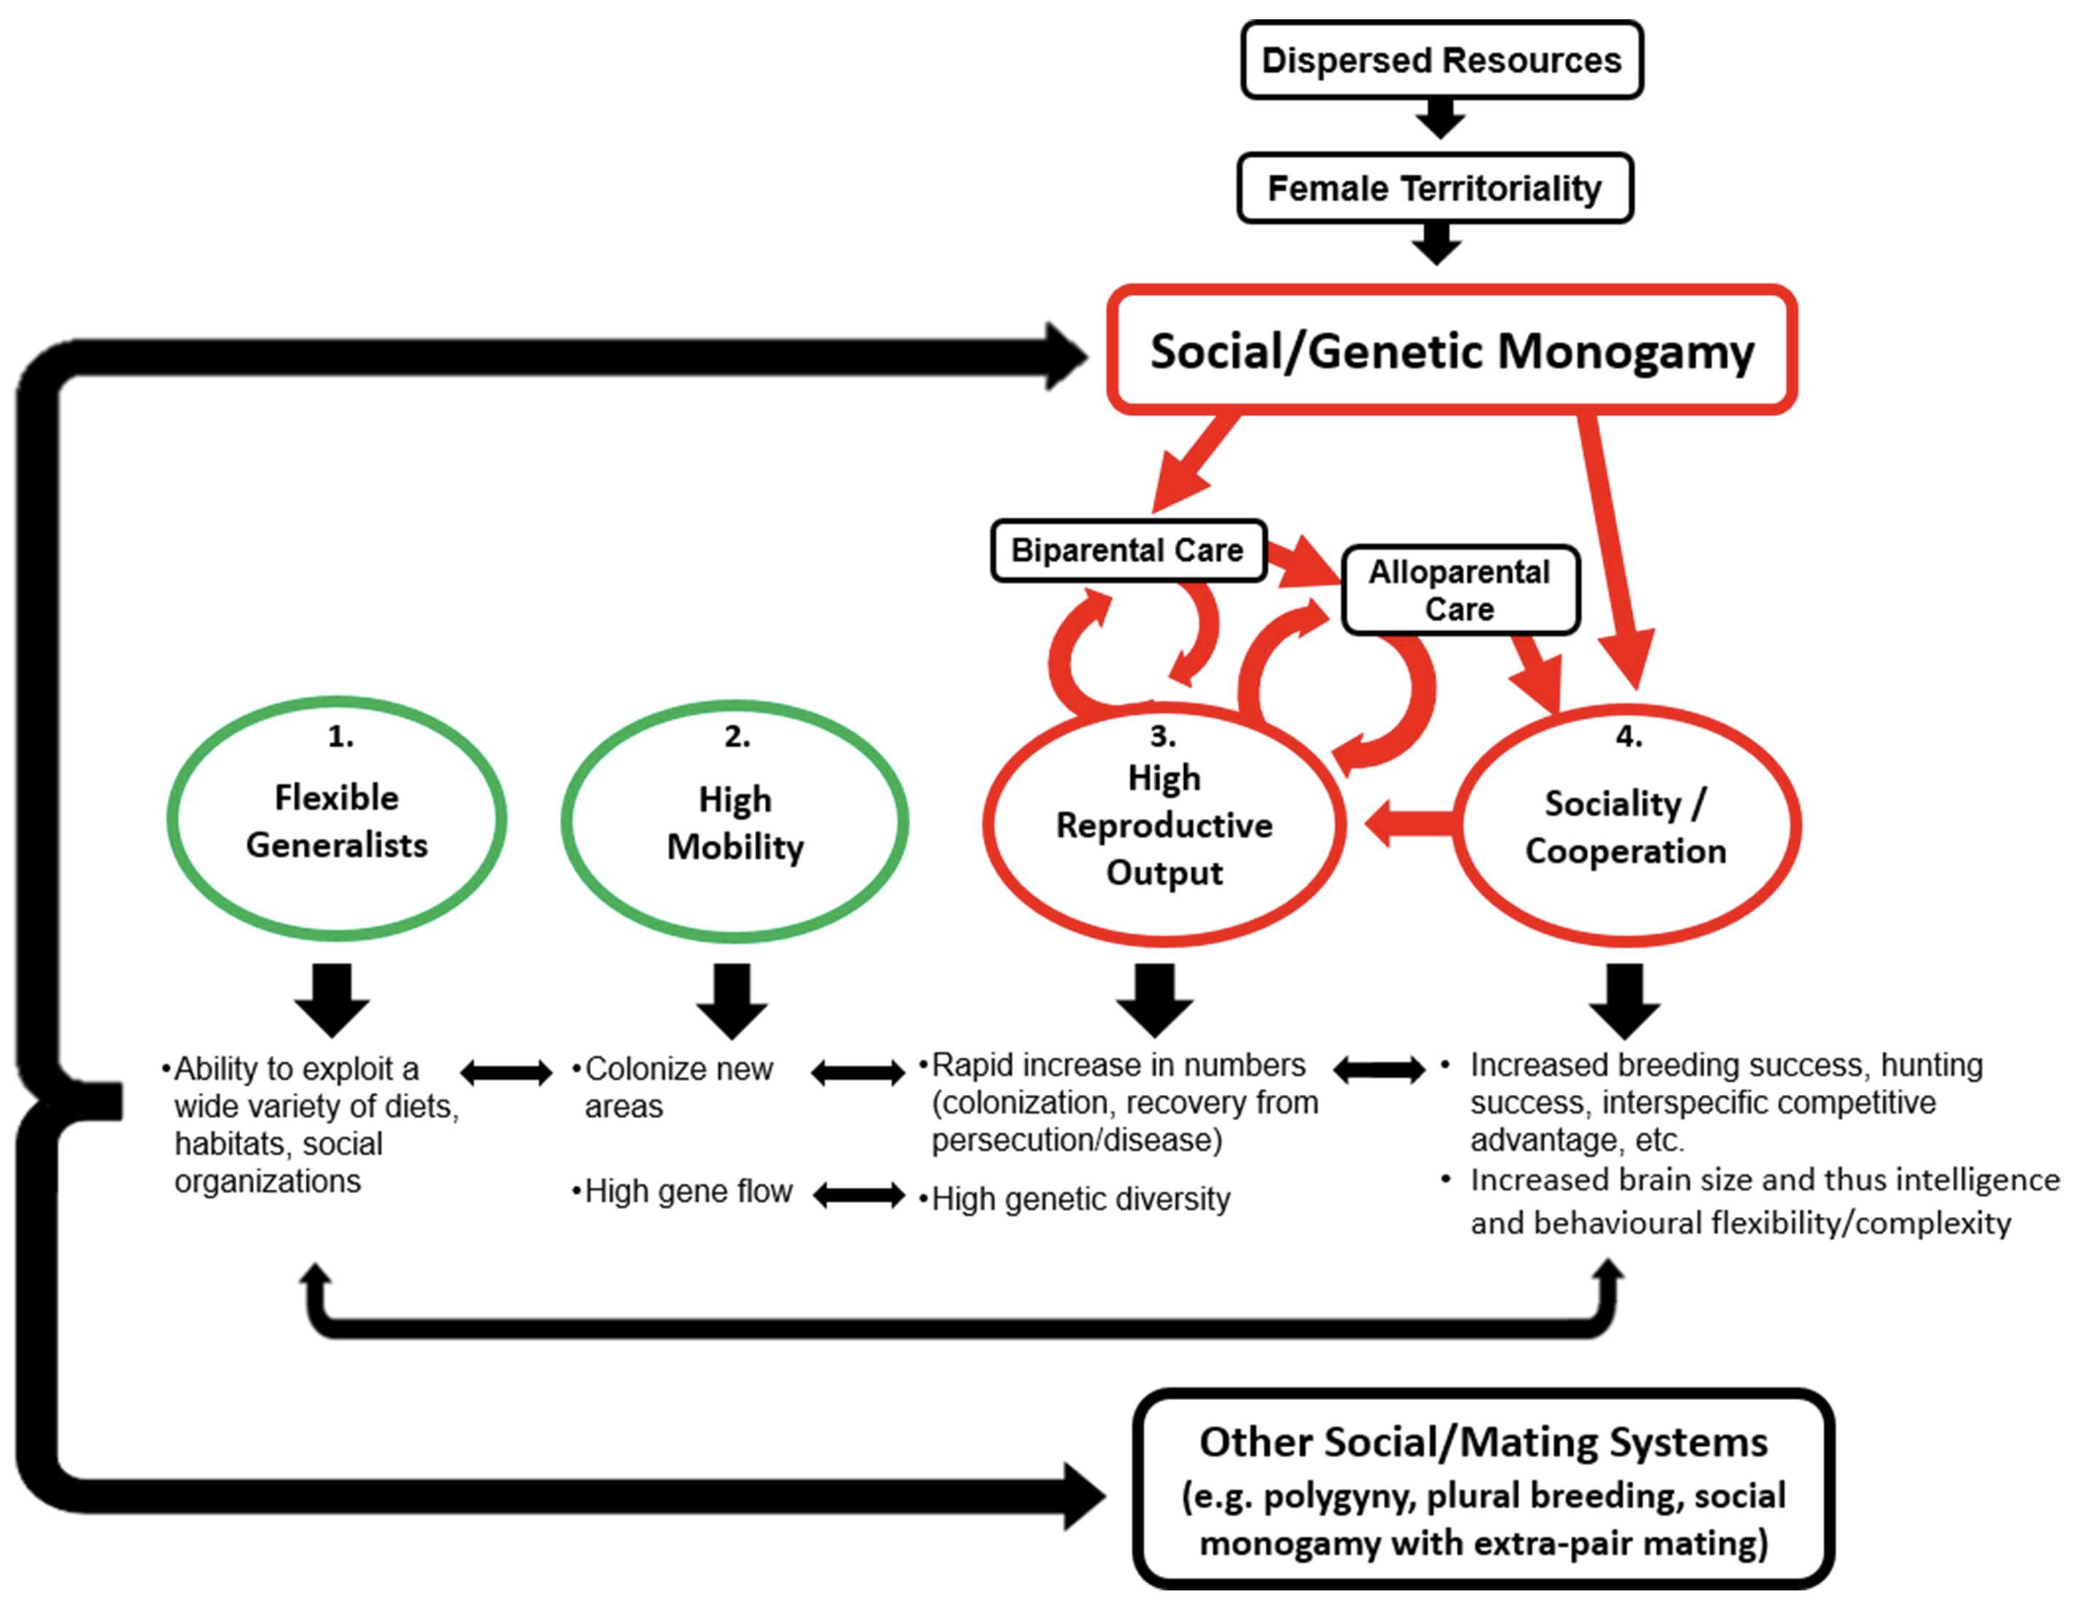 Dispersed Resources
Female Territoriality
Social/Genetic Monogamy
Biparental Care
Alloparental
Care
1.
Flexible
Generalists
2.
High
Mobility
3.
High
Reproductive
Output
4.
Sociality /
Cooperation
•Ability to exploit a
wide variety of diets,
habitats, social
organizations
•Colonize new
areas
•High gene flow
•Rapid increase in numbers
(colonization, recovery from
persecution/disease)
•High genetic diversity
• Increased breeding success, hunting
success, interspecific competitive
advantage, etc.
• Increased brain size and thus intelligence
and behavioural flexibility/complexity
Other Social/Mating Systems
(e.g. polygyny, plural breeding, social
monogamy with extra-pair mating)